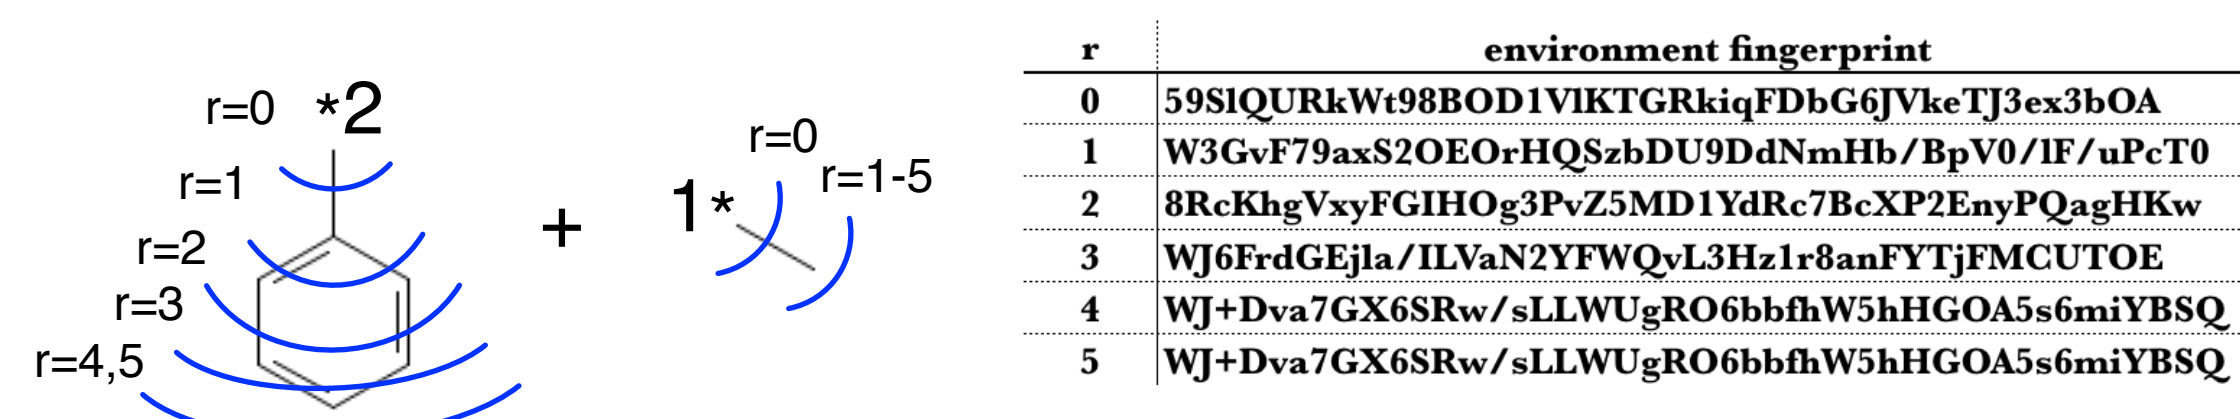 r=0 *2
r=1
r=2
r=3
r=4,5
+
r=0
r=1-5
1*
r environment fingerprint
0 59SlQURkWt98BOD1VlKTGRkiqFDbG6JVkeTJ3ex3bOA
1 W3GvF79axS2OEOrHQSzbDU9DdNmHb/BpV0/lF/uPcT0
2 8RcKhgVxyFGIHOg3PvZ5MD1YdRc7BcXP2EnyPQagHKw
3 WJ6FrdGEjla/ILVaN2YFWQvL3Hz1r8anFYTjFMCUTOE
4 WJ+Dva7GX6SRw/sLLWUgRO6bbfhW5hHGOA5s6miYBSQ
5 WJ+Dva7GX6SRw/sLLWUgRO6bbfhW5hHGOA5s6miYBSQ